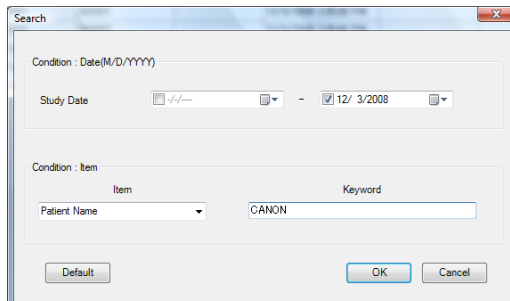 Search
Condition : Date(M/D/YYYY)
Study Date -/-/--- - 12/ 3/2008
Condition : Item
Item Keyword
Patient Name CANON
Default OK Cancel